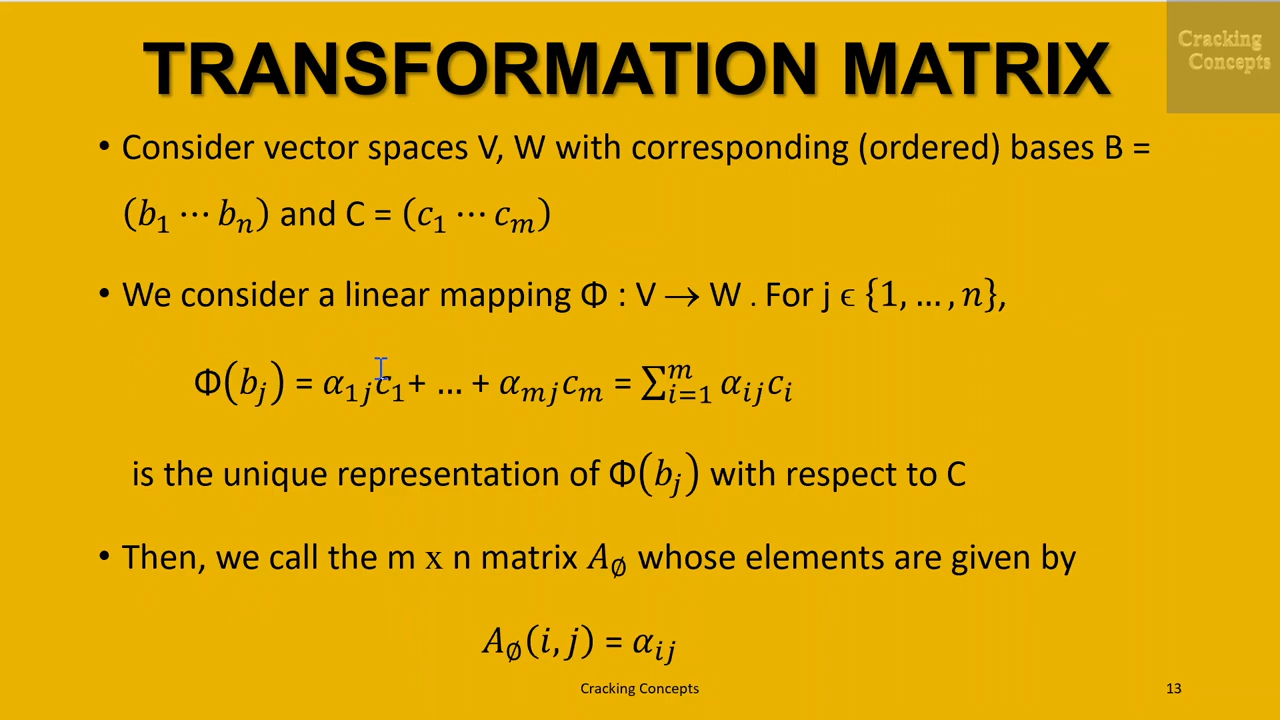 Cracking
Concepts
TRANSFORMATION MATRIX
• Consider vector spaces V, W with corresponding (ordered) bases B =
(b₁ ⋯ bₙ) and C = (c₁ ⋯ cₘ)
• We consider a linear mapping Φ : V → W . For j ϵ {1, … , n},
Φ(bⱼ) = α₁ⱼc₁+ … + αₘⱼcₘ = ∑ᵢ₌₁ᵐ αᵢⱼcᵢ
is the unique representation of Φ(bⱼ) with respect to C
• Then, we call the m x n matrix A_∅ whose elements are given by
A_∅(i, j) = αᵢⱼ
Cracking Concepts
13